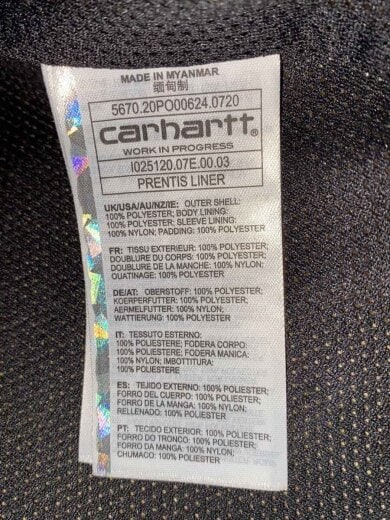 MADE IN MYANMAR
缅甸制
5670.20PO00624.0720
carhartt®
WORK IN PROGRESS
I025120.07E.00.03
PRENTIS LINER
UK/USA/AU/NZ/IE: OUTER SHELL:
100% POLYESTER; BODY LINING:
100% POLYESTER; SLEEVE LINING:
100% NYLON; PADDING: 100% POLYESTER
FR: TISSU EXTERIEUR: 100% POLYESTER;
DOUBLURE DU CORPS: 100% POLYESTER;
DOUBLURE DE LA MANCHE: 100% NYLON;
OUATINAGE: 100% POLYESTER
DE/AT: OBERSTOFF: 100% POLYESTER;
KOERPERFUTTER: 100% POLYESTER;
AERMELFUTTER: 100% NYLON;
WATTIERUNG: 100% POLYESTER
IT: TESSUTO ESTERNO:
100% POLIESTERE; FODERA CORPO:
100% POLIESTERE; FODERA MANICA:
100% NYLON; IMBOTTITURA:
100% POLIESTERE
ES: TEJIDO EXTERNO: 100% POLIESTER;
FORRO DEL CUERPO: 100% POLIESTER;
FORRO DE LA MANGA: 100% NYLON;
RELLENADO: 100% POLIESTER
PT: TECIDO EXTERIOR: 100% POLIESTER;
FORRO DO TRONCO: 100% POLIESTER;
FORRO DA MANGA: 100% NYLON;
CHUMACO: 100% POLIESTER